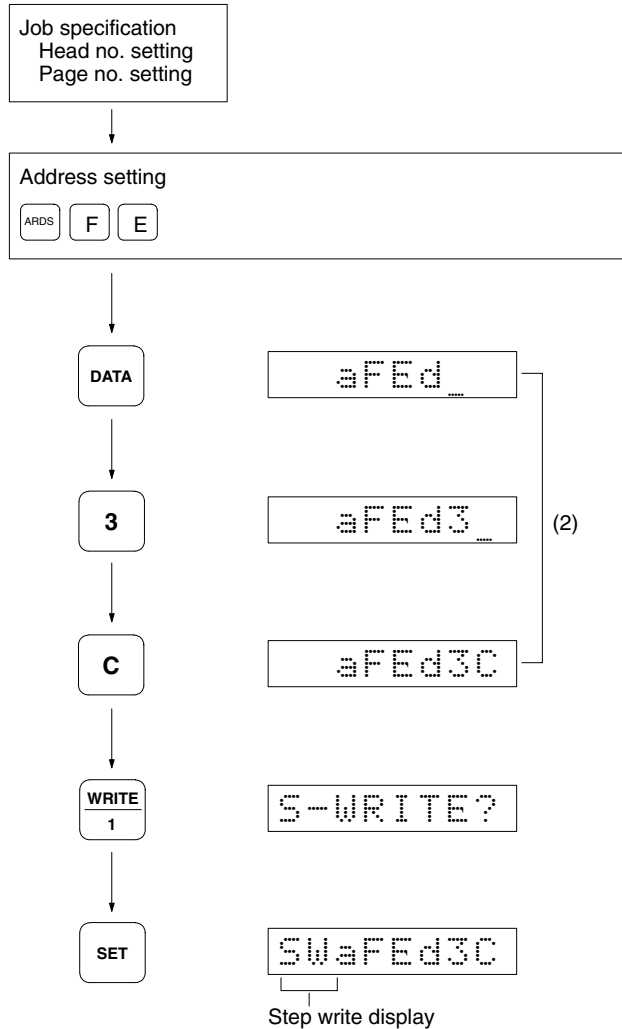 Job specification
Head no. setting
Page no. setting
Address setting
ARDS F E
DATA
aFEd_
3
aFEd3_
(2)
C
aFEd3C
WRITE
1
S-WRITE?
SET
SWaFEd3C
Step write display